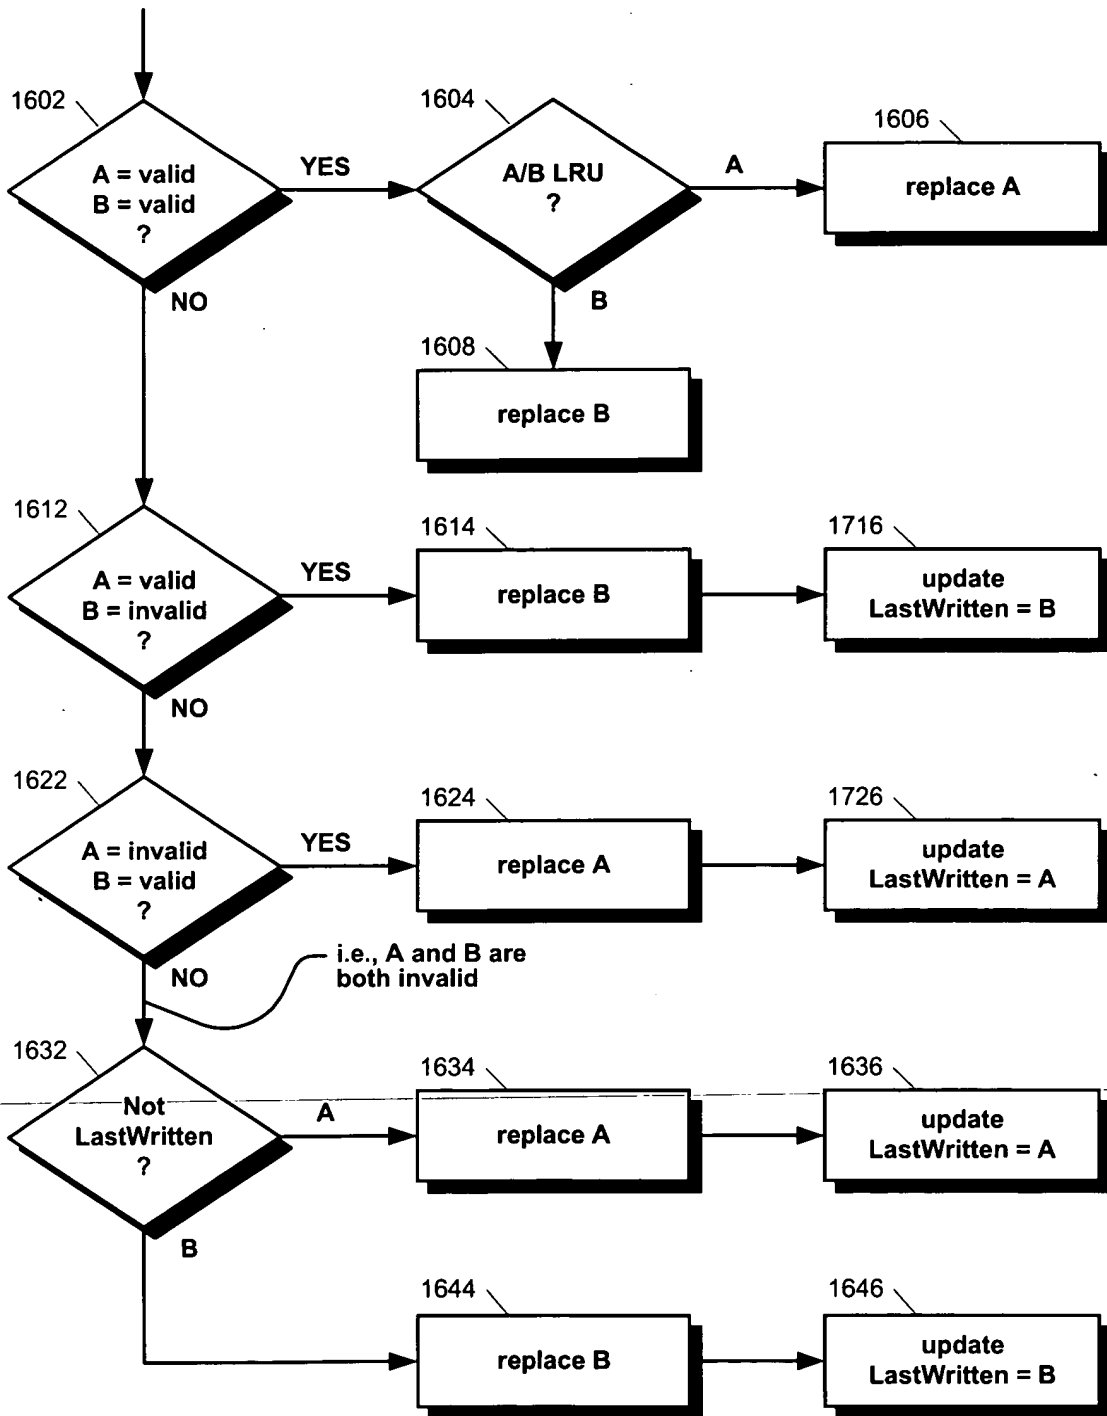 1602
A = valid
B = valid
?
YES
NO
1604
A/B LRU
?
A
B
1606
replace A
1608
replace B
1612
A = valid
B = invalid
?
YES
NO
1614
replace B
1716
update
LastWritten = B
1622
A = invalid
B = valid
?
YES
NO
1624
replace A
1726
update
LastWritten = A
i.e., A and B are
both invalid
1632
Not
LastWritten
?
A
B
1634
replace A
1636
update
LastWritten = A
1644
replace B
1646
update
LastWritten = B